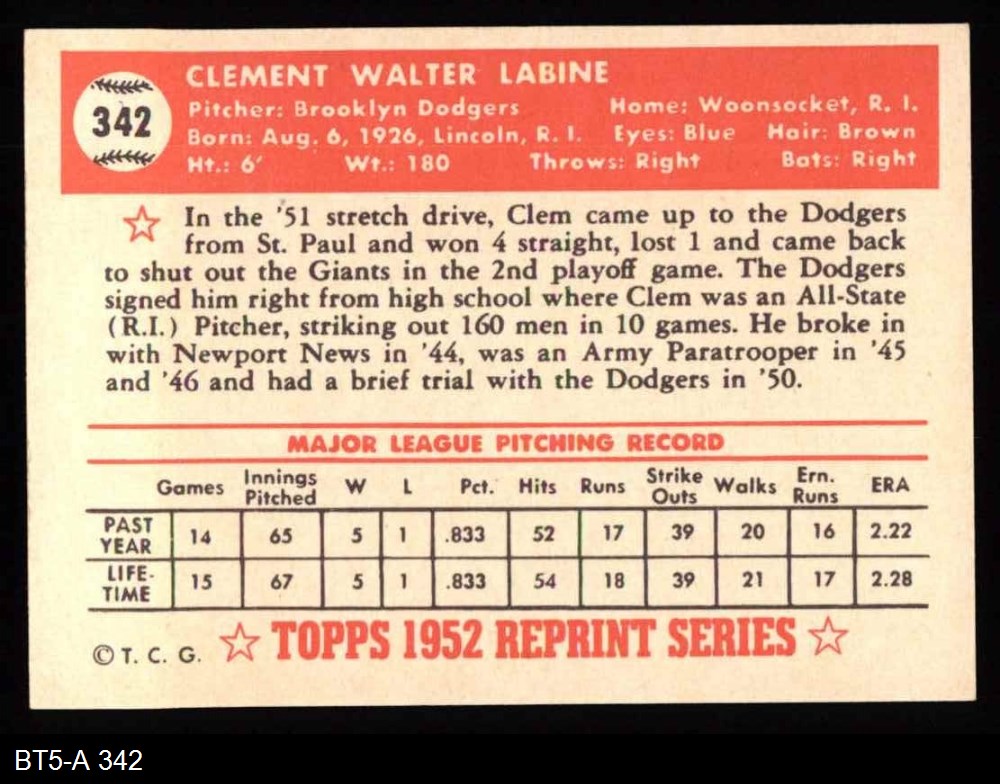 342
CLEMENT WALTER LABINE
Pitcher: Brooklyn Dodgers Home: Woonsocket, R. I.
Born: Aug. 6, 1926, Lincoln, R. I. Eyes: Blue Hair: Brown
Ht.: 6' Wt.: 180 Throws: Right Bats: Right
In the '51 stretch drive, Clem came up to the Dodgers
from St. Paul and won 4 straight, lost 1 and came back
to shut out the Giants in the 2nd playoff game. The Dodgers
signed him right from high school where Clem was an All-State
(R.I.) Pitcher, striking out 160 men in 10 games. He broke in
with Newport News in '44, was an Army Paratrooper in '45
and '46 and had a brief trial with the Dodgers in '50.
MAJOR LEAGUE PITCHING RECORD
Games Innings Pitched W L Pct. Hits Runs Strike Outs Walks Ern. Runs ERA
PAST YEAR 14 65 5 1 .833 52 17 39 20 16 2.22
LIFE-TIME 15 67 5 1 .833 54 18 39 21 17 2.28
© T. C. G. TOPPS 1952 REPRINT SERIES
BT5-A 342